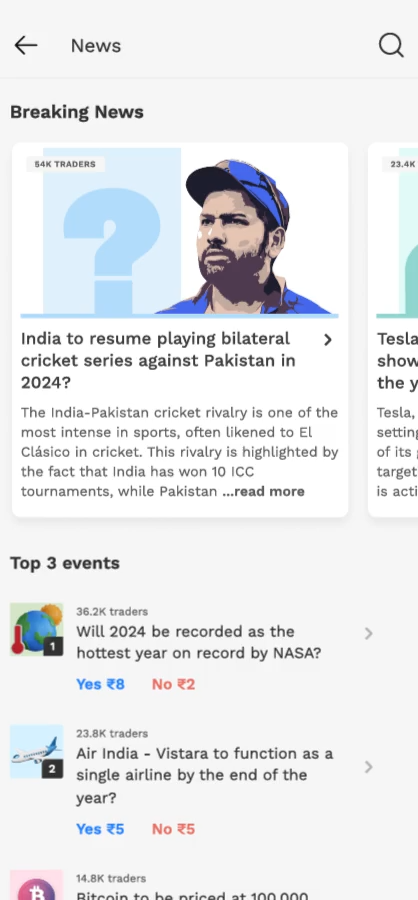 News
Breaking News
54K TRADERS
India to resume playing bilateral
cricket series against Pakistan in
2024?
The India-Pakistan cricket rivalry is one of the
most intense in sports, often likened to El
Clásico in cricket. This rivalry is highlighted by
the fact that India has won 10 ICC
tournaments, while Pakistan ...read more
23.4K
Tesla
show
the y
Tesla,
setting
of its
target
is acti
Top 3 events
36.2K traders
1
Will 2024 be recorded as the
hottest year on record by NASA?
Yes ₹8 No ₹2
23.8K traders
2
Air India - Vistara to function as a
single airline by the end of the
year?
Yes ₹5 No ₹5
14.8K traders
Bitcoin to be priced at 100,000